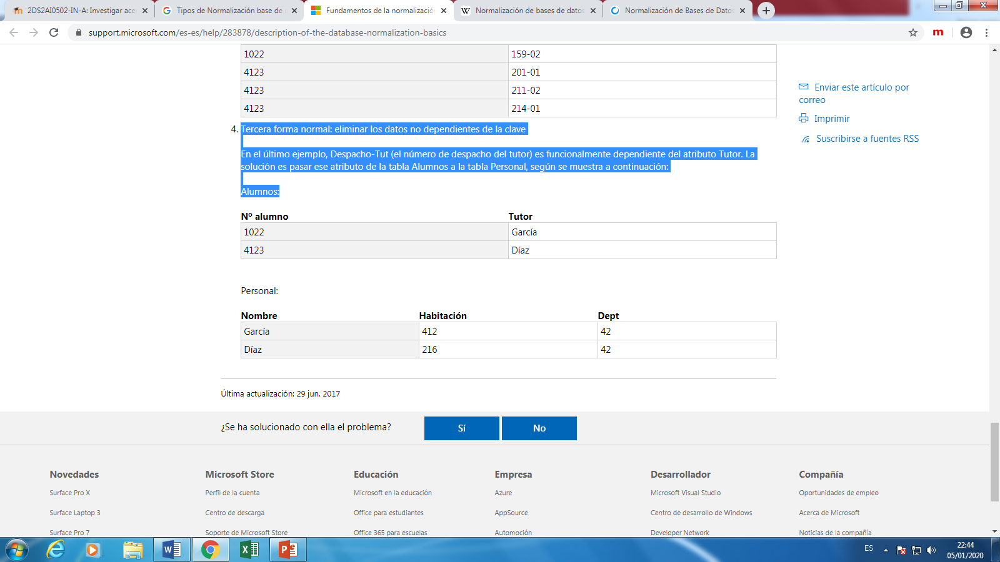 2DS2AI0502-IN-A: Investigar ace
Tipos de Normalización base de
Fundamentos de la normalizació
Normalización de bases de datos
Normalización de Bases de Datos
support.microsoft.com/es-es/help/283878/description-of-the-database-normalization-basics
1022 159-02
4123 201-01
4123 211-02
4123 214-01
Enviar este artículo por
correo
Imprimir
Suscribirse a fuentes RSS
4. Tercera forma normal: eliminar los datos no dependientes de la clave
En el último ejemplo, Despacho-Tut (el número de despacho del tutor) es funcionalmente dependiente del atributo Tutor. La
solución es pasar ese atributo de la tabla Alumnos a la tabla Personal, según se muestra a continuación:
Alumnos:
Nº alumno Tutor
1022 García
4123 Díaz
Personal:
Nombre Habitación Dept
García 412 42
Díaz 216 42
Última actualización: 29 jun. 2017
¿Se ha solucionado con ella el problema? Sí No
Novedades Microsoft Store Educación Empresa Desarrollador Compañía
Surface Pro X Perfil de la cuenta Microsoft en la educación Azure Microsoft Visual Studio Oportunidades de empleo
Surface Laptop 3 Centro de descarga Office para estudiantes AppSource Centro de desarrollo de Windows Acerca de Microsoft
Surface Pro 7 Soporte de Microsoft Store Office 365 para escuelas Automoción Developer Network Noticias de la compañía
ES
22:44
05/01/2020